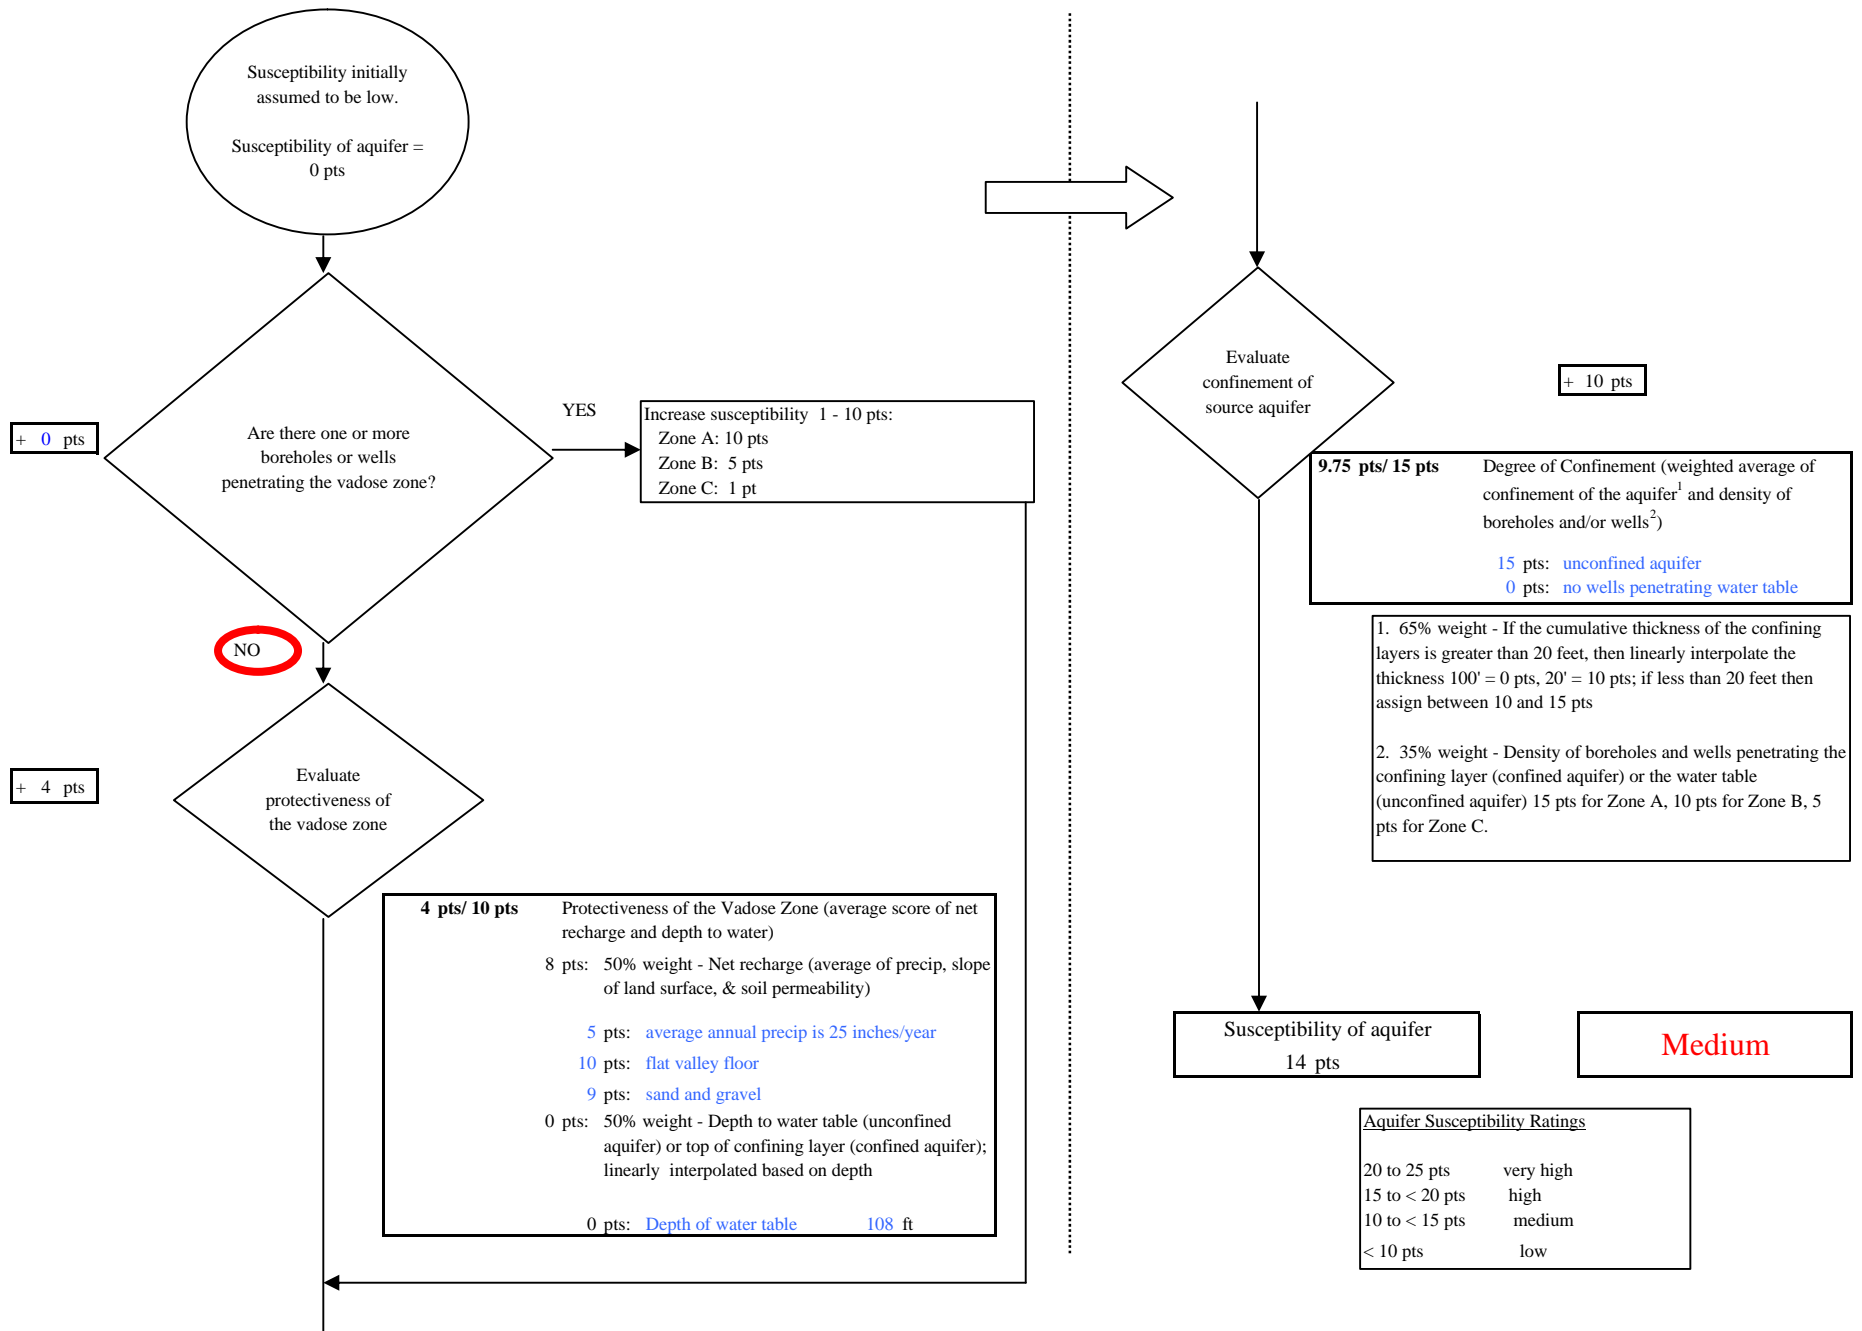 Susceptibility initially
assumed to be low.
Susceptibility of aquifer =
0 pts
+ 0 pts
Are there one or more
boreholes or wells
penetrating the vadose zone?
YES
Increase susceptibility 1 - 10 pts:
Zone A: 10 pts
Zone B: 5 pts
Zone C: 1 pt
NO
+ 4 pts
Evaluate
protectiveness of
the vadose zone
4 pts/ 10 pts Protectiveness of the Vadose Zone (average score of net
recharge and depth to water)
8 pts: 50% weight - Net recharge (average of precip, slope
of land surface, & soil permeability)
5 pts: average annual precip is 25 inches/year
10 pts: flat valley floor
9 pts: sand and gravel
0 pts: 50% weight - Depth to water table (unconfined
aquifer) or top of confining layer (confined aquifer);
linearly interpolated based on depth
0 pts: Depth of water table 108 ft
Evaluate
confinement of
source aquifer
+ 10 pts
9.75 pts/ 15 pts Degree of Confinement (weighted average of
confinement of the aquifer1 and density of
boreholes and/or wells2)
15 pts: unconfined aquifer
0 pts: no wells penetrating water table
1. 65% weight - If the cumulative thickness of the confining
layers is greater than 20 feet, then linearly interpolate the
thickness 100' = 0 pts, 20' = 10 pts; if less than 20 feet then
assign between 10 and 15 pts
2. 35% weight - Density of boreholes and wells penetrating the
confining layer (confined aquifer) or the water table
(unconfined aquifer) 15 pts for Zone A, 10 pts for Zone B, 5
pts for Zone C.
Susceptibility of aquifer
14 pts
Medium
Aquifer Susceptibility Ratings
20 to 25 pts very high
15 to < 20 pts high
10 to < 15 pts medium
< 10 pts low